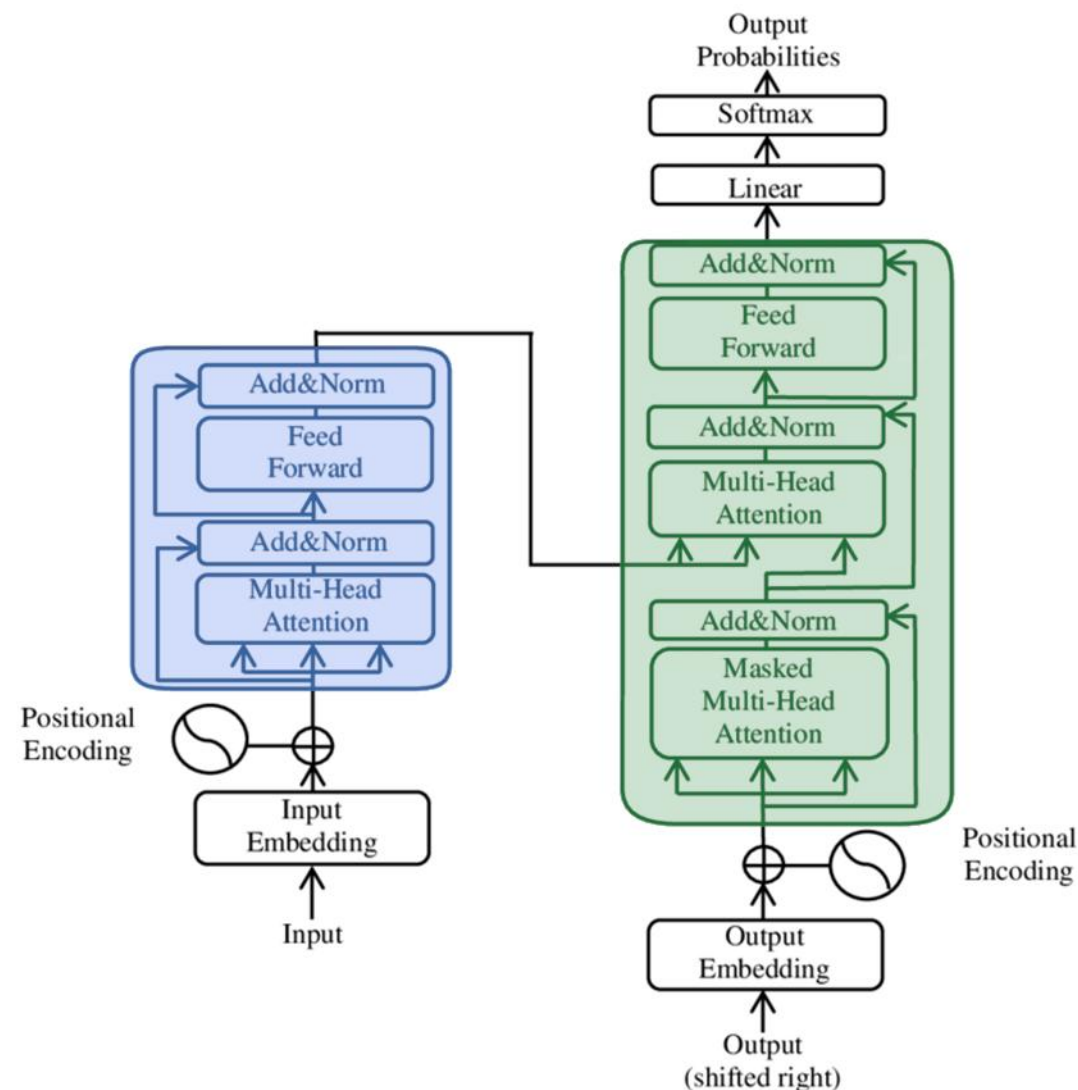 Output
Probabilities
Softmax
Linear
Add&Norm
Feed
Forward
Add&Norm
Multi-Head
Attention
Add&Norm
Masked
Multi-Head
Attention
Add&Norm
Feed
Forward
Add&Norm
Multi-Head
Attention
Positional
Encoding
Input
Embedding
Input
Positional
Encoding
Output
Embedding
Output
(shifted right)